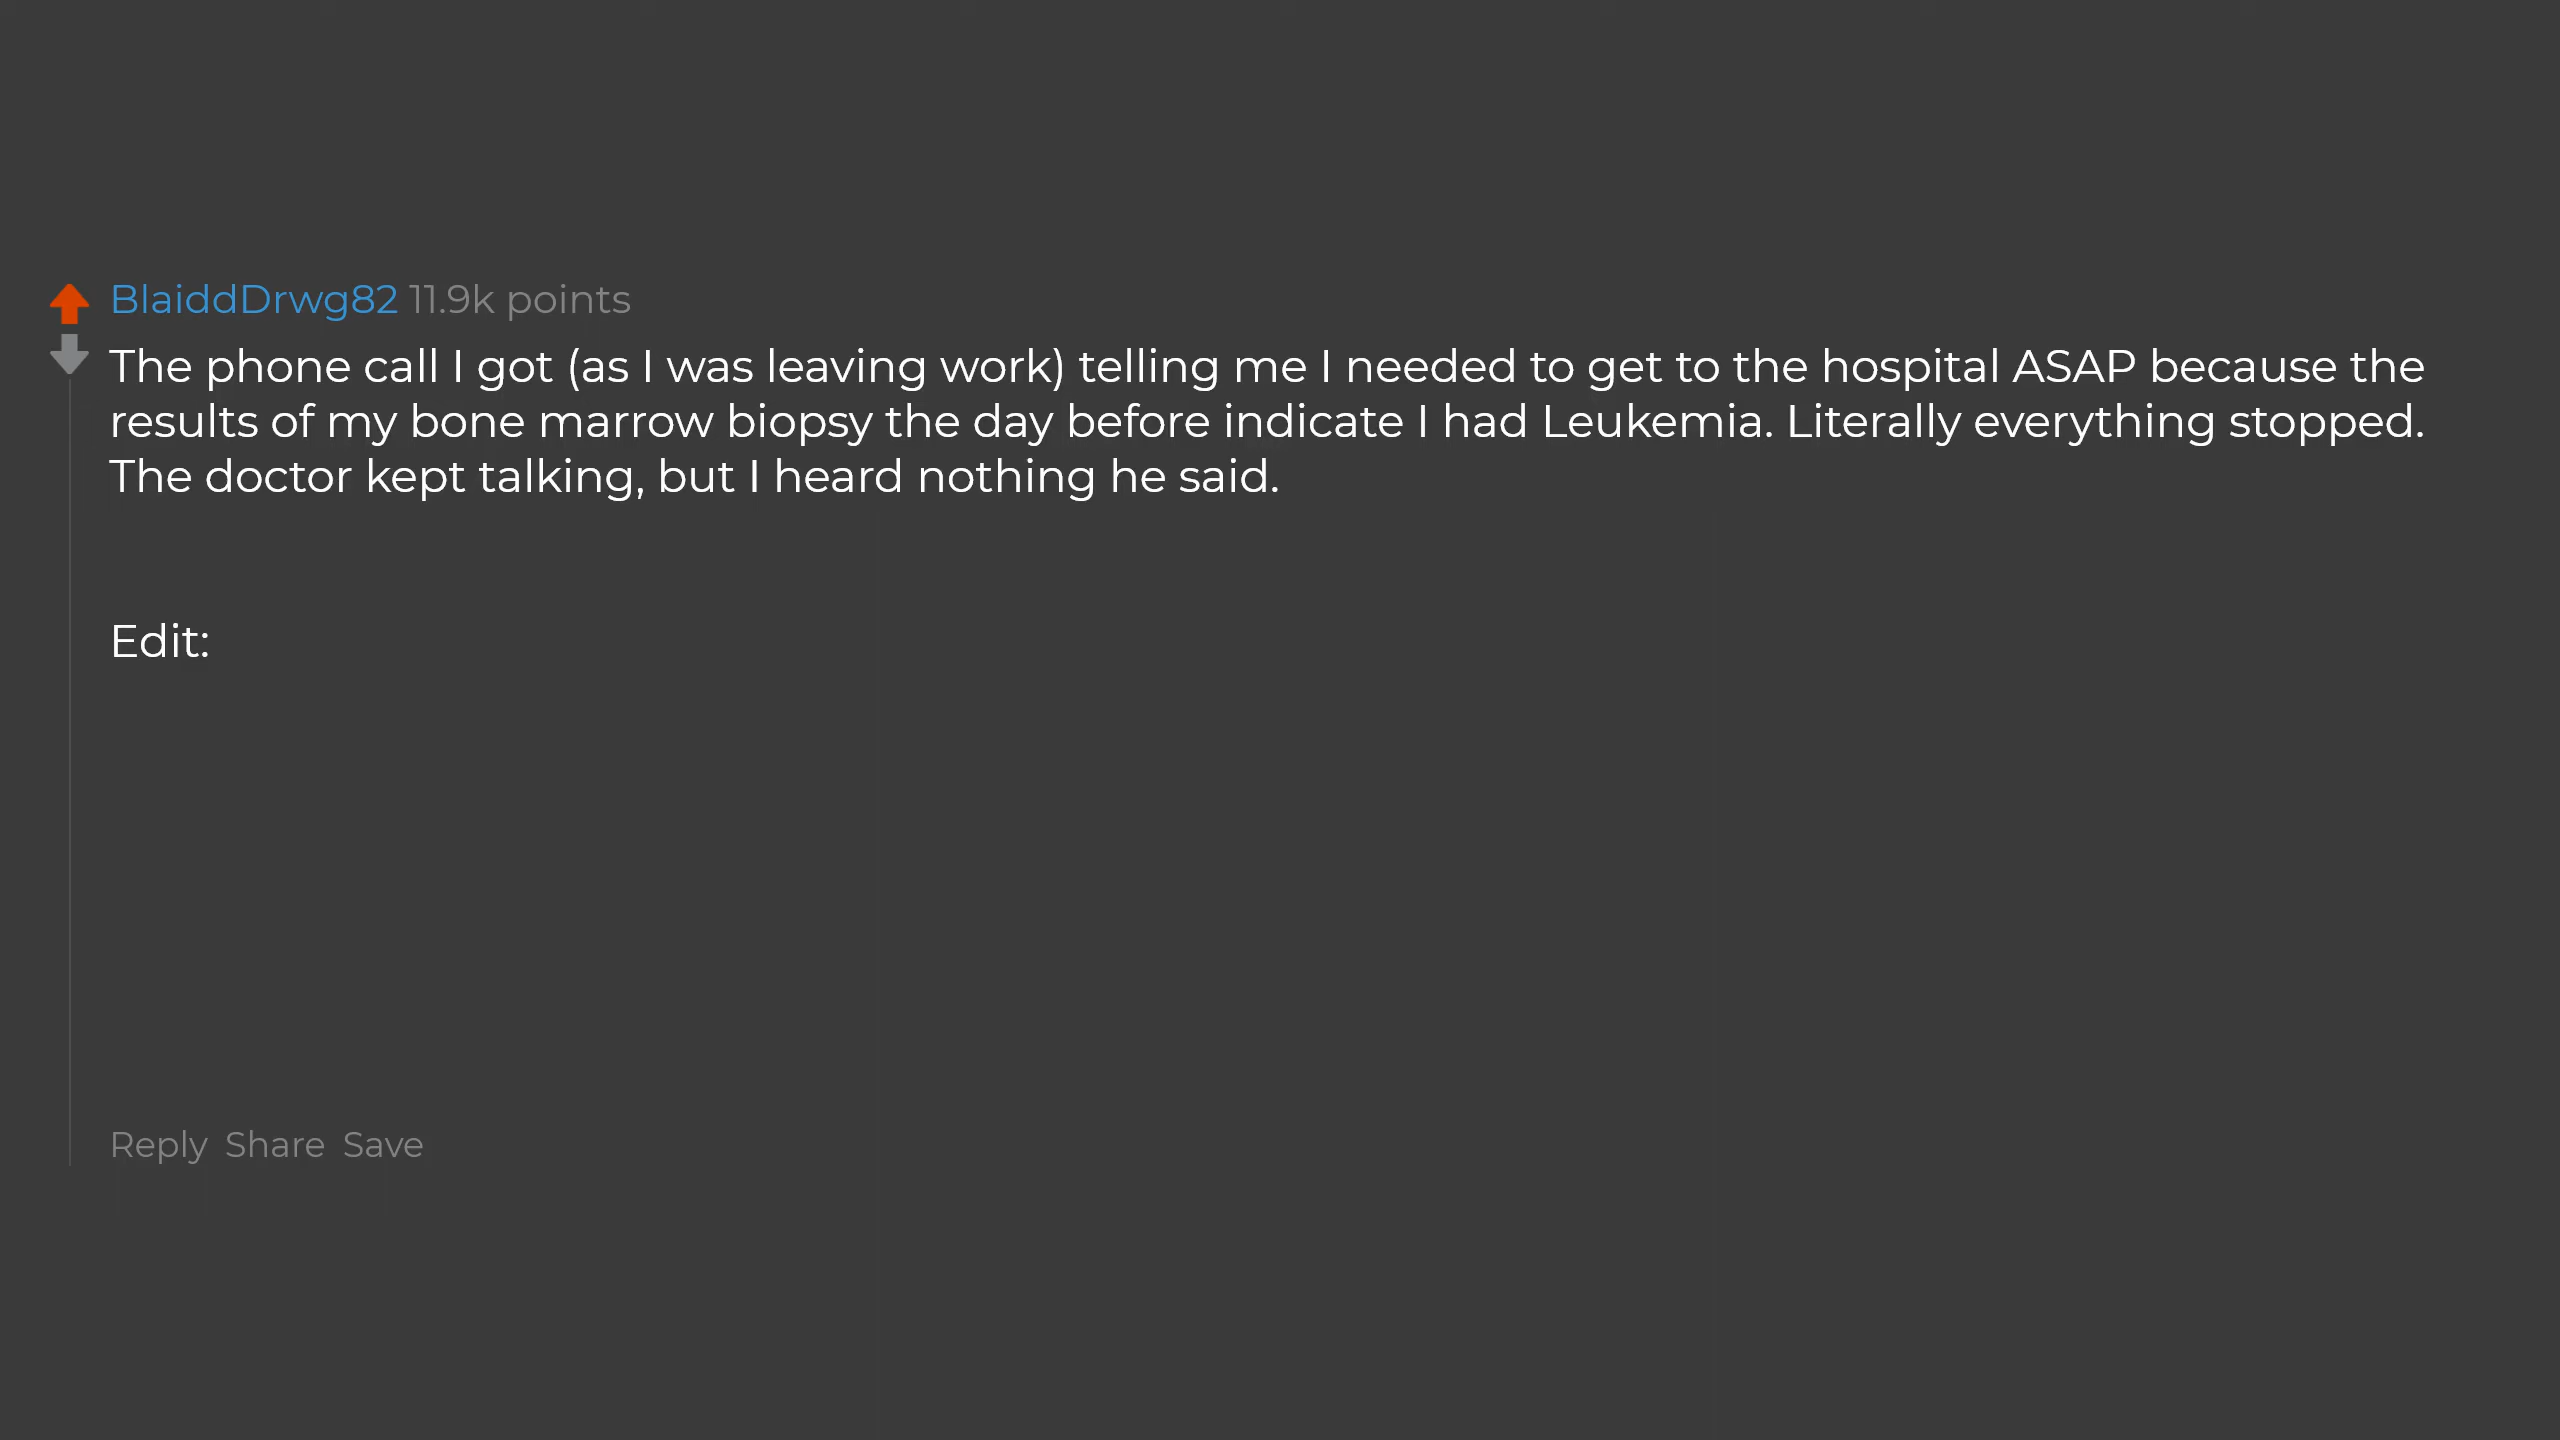 BlaiddDrwg82 11.9k points
The phone call I got (as I was leaving work) telling me I needed to get to the hospital ASAP because the
results of my bone marrow biopsy the day before indicate I had Leukemia. Literally everything stopped.
The doctor kept talking, but I heard nothing he said.
Edit:
Reply Share Save